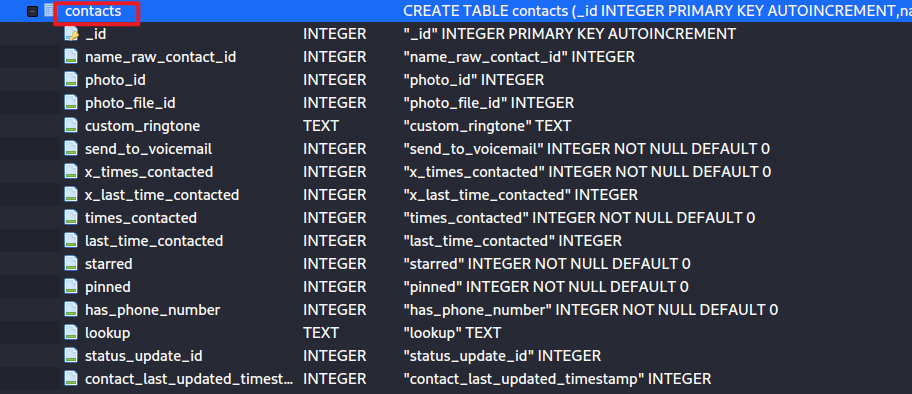 contacts CREATE TABLE contacts (_id INTEGER PRIMARY KEY AUTOINCREMENT,na
_id INTEGER "_id" INTEGER PRIMARY KEY AUTOINCREMENT
name_raw_contact_id INTEGER "name_raw_contact_id" INTEGER
photo_id INTEGER "photo_id" INTEGER
photo_file_id INTEGER "photo_file_id" INTEGER
custom_ringtone TEXT "custom_ringtone" TEXT
send_to_voicemail INTEGER "send_to_voicemail" INTEGER NOT NULL DEFAULT 0
x_times_contacted INTEGER "x_times_contacted" INTEGER NOT NULL DEFAULT 0
x_last_time_contacted INTEGER "x_last_time_contacted" INTEGER
times_contacted INTEGER "times_contacted" INTEGER NOT NULL DEFAULT 0
last_time_contacted INTEGER "last_time_contacted" INTEGER
starred INTEGER "starred" INTEGER NOT NULL DEFAULT 0
pinned INTEGER "pinned" INTEGER NOT NULL DEFAULT 0
has_phone_number INTEGER "has_phone_number" INTEGER NOT NULL DEFAULT 0
lookup TEXT "lookup" TEXT
status_update_id INTEGER "status_update_id" INTEGER
contact_last_updated_timest... INTEGER "contact_last_updated_timestamp" INTEGER